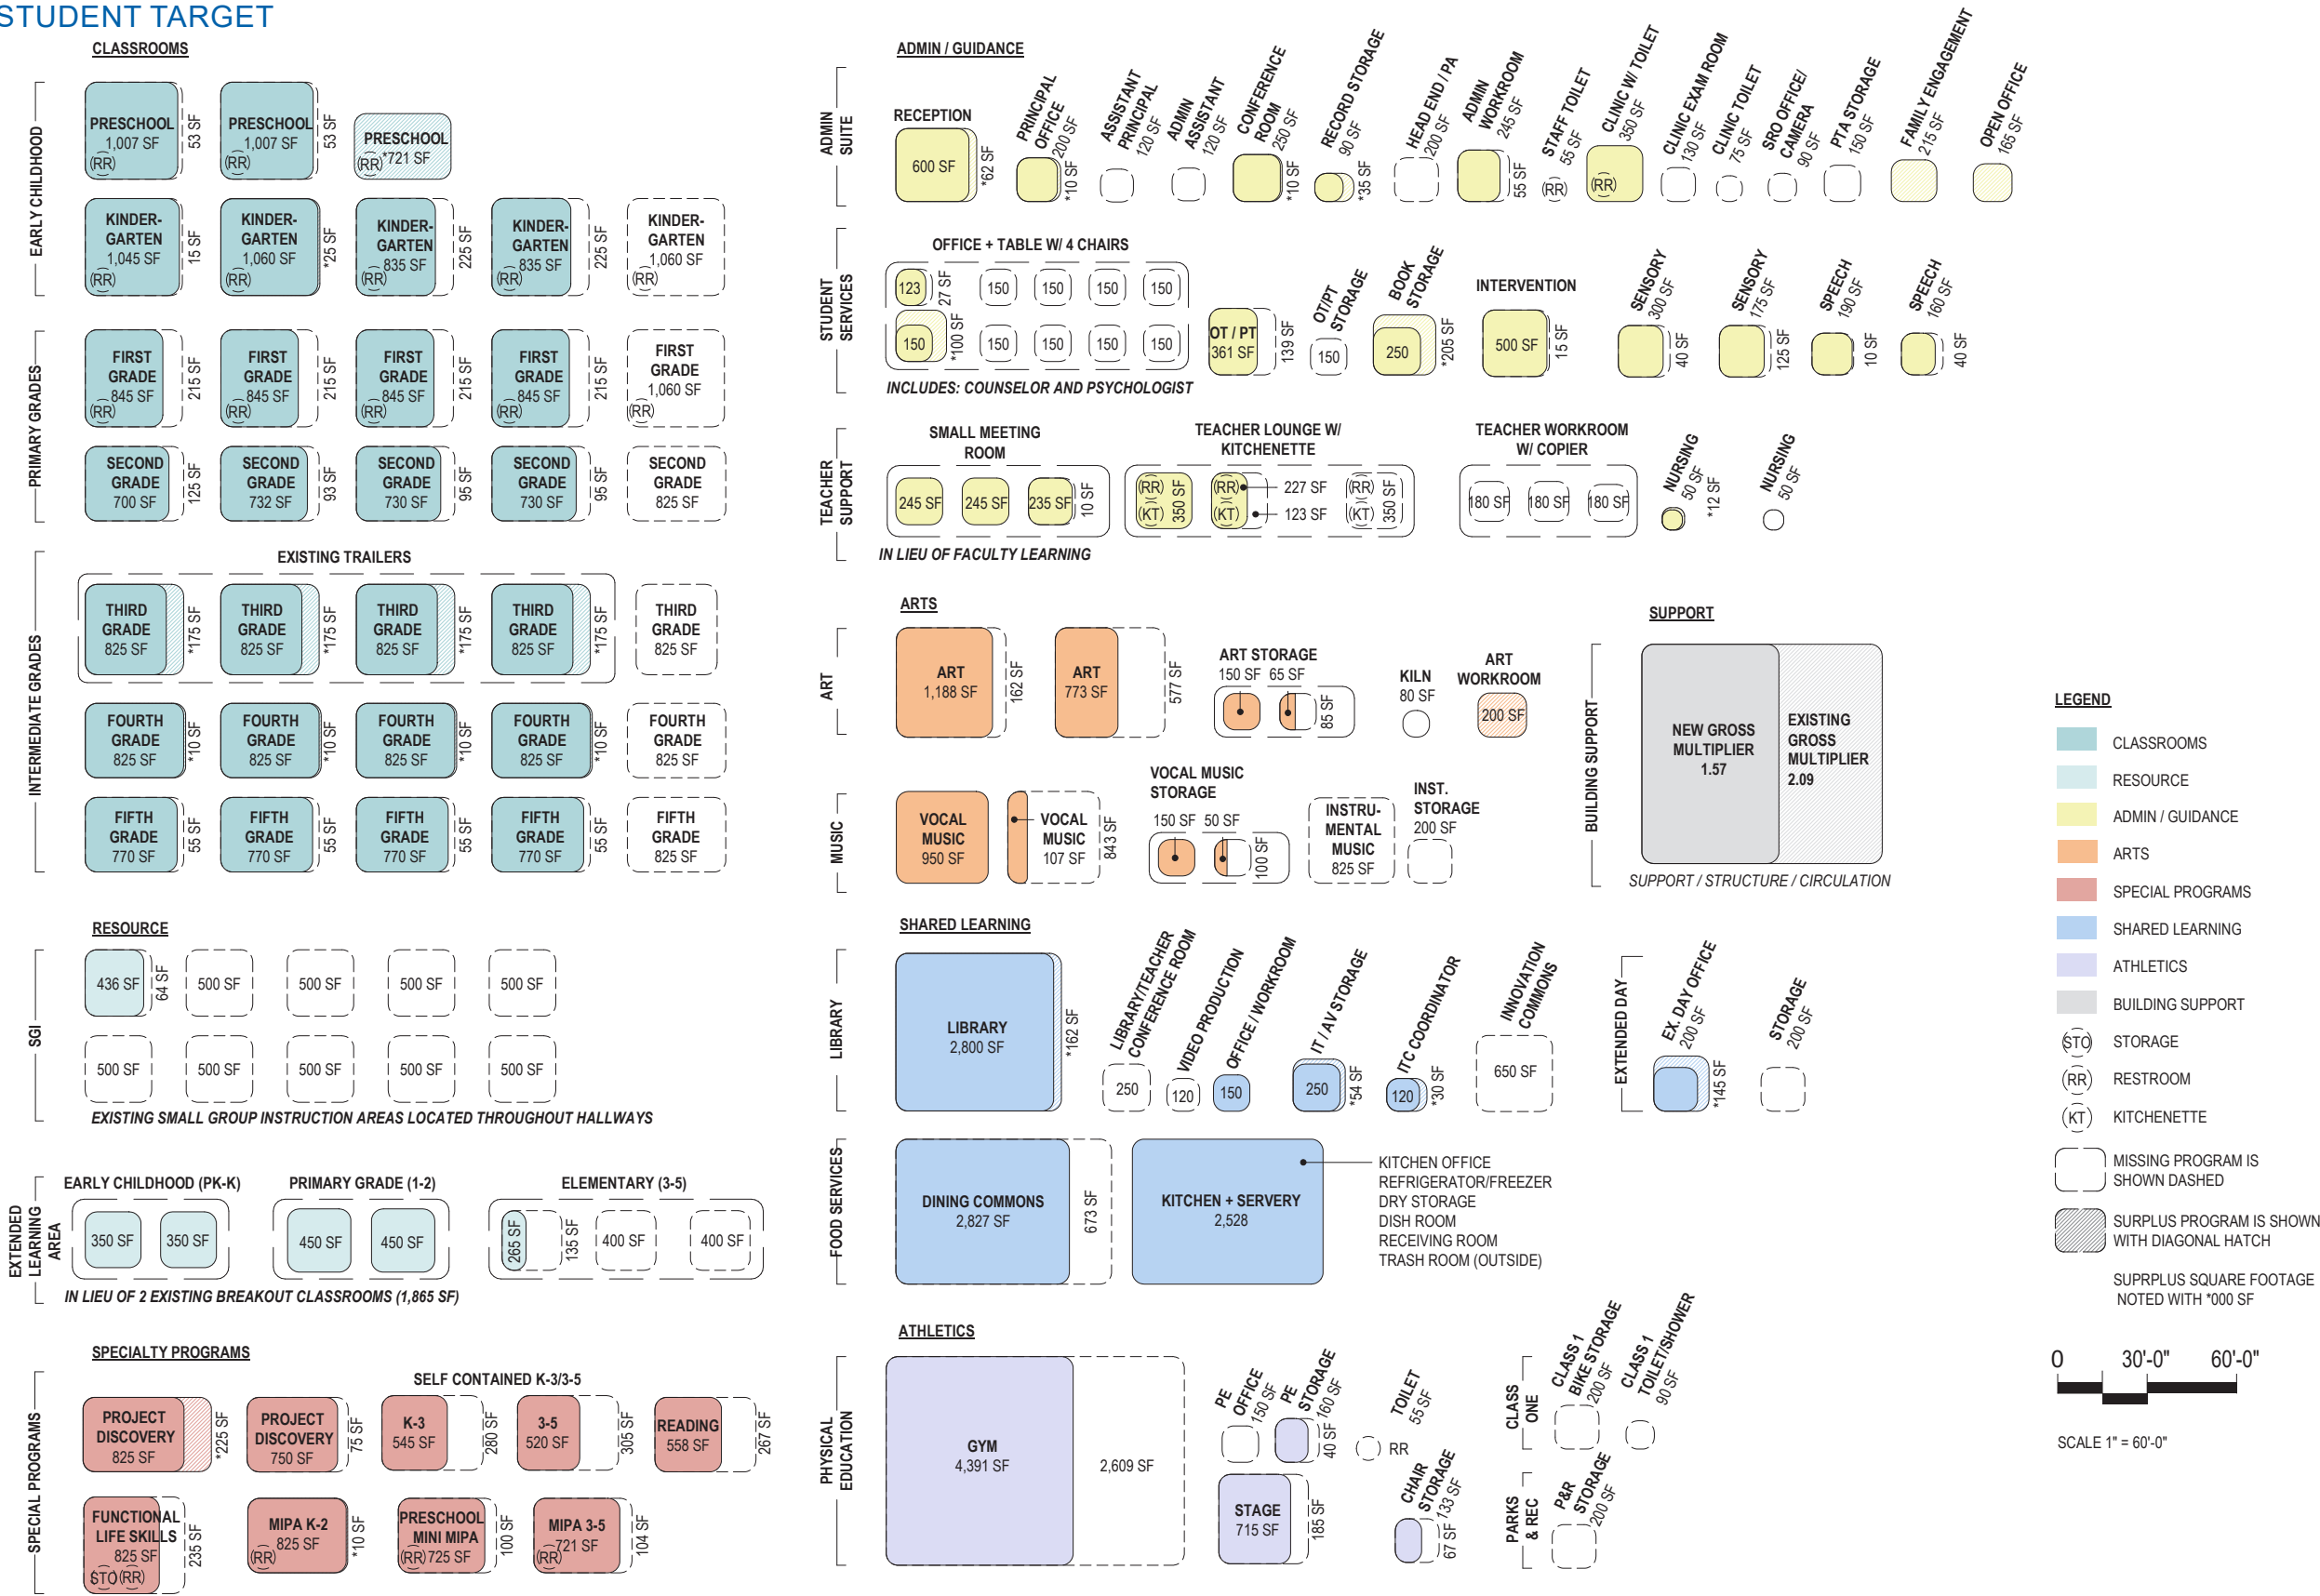 STUDENT TARGET
CLASSROOMS
EARLY CHILDHOOD
PRESCHOOL
1,007 SF
(RR)
53 SF
PRESCHOOL
1,007 SF
(RR)
53 SF
PRESCHOOL
(RR) *721 SF
KINDER-
GARTEN
1,045 SF
(RR)
15 SF
KINDER-
GARTEN
1,060 SF
(RR)
*25 SF
KINDER-
GARTEN
835 SF
(RR)
225 SF
KINDER-
GARTEN
835 SF
(RR)
225 SF
KINDER-
GARTEN
1,060 SF
(RR)
PRIMARY GRADES
FIRST
GRADE
845 SF
(RR)
215 SF
FIRST
GRADE
845 SF
(RR)
215 SF
FIRST
GRADE
845 SF
(RR)
215 SF
FIRST
GRADE
845 SF
(RR)
215 SF
FIRST
GRADE
1,060 SF
(RR)
SECOND
GRADE
700 SF
125 SF
SECOND
GRADE
732 SF
93 SF
SECOND
GRADE
730 SF
95 SF
SECOND
GRADE
730 SF
95 SF
SECOND
GRADE
825 SF
INTERMEDIATE GRADES
EXISTING TRAILERS
THIRD
GRADE
825 SF
*175 SF
THIRD
GRADE
825 SF
*175 SF
THIRD
GRADE
825 SF
*175 SF
THIRD
GRADE
825 SF
*175 SF
THIRD
GRADE
825 SF
FOURTH
GRADE
825 SF
*10 SF
FOURTH
GRADE
825 SF
*10 SF
FOURTH
GRADE
825 SF
*10 SF
FOURTH
GRADE
825 SF
*10 SF
FOURTH
GRADE
825 SF
FIFTH
GRADE
770 SF
55 SF
FIFTH
GRADE
770 SF
55 SF
FIFTH
GRADE
770 SF
55 SF
FIFTH
GRADE
770 SF
55 SF
FIFTH
GRADE
825 SF
RESOURCE
SGI
436 SF
64 SF
500 SF
500 SF
500 SF
500 SF
500 SF
500 SF
500 SF
500 SF
500 SF
EXISTING SMALL GROUP INSTRUCTION AREAS LOCATED THROUGHOUT HALLWAYS
EXTENDED
LEARNING
AREA
EARLY CHILDHOOD (PK-K)
350 SF
350 SF
PRIMARY GRADE (1-2)
450 SF
450 SF
ELEMENTARY (3-5)
265 SF
135 SF
400 SF
400 SF
IN LIEU OF 2 EXISTING BREAKOUT CLASSROOMS (1,865 SF)
SPECIALTY PROGRAMS
SPECIAL PROGRAMS
SELF CONTAINED K-3/3-5
PROJECT
DISCOVERY
825 SF
*225 SF
PROJECT
DISCOVERY
750 SF
75 SF
K-3
545 SF
280 SF
3-5
520 SF
305 SF
READING
558 SF
267 SF
FUNCTIONAL
LIFE SKILLS
825 SF
STO (RR)
235 SF
MIPA K-2
825 SF
(RR)
*10 SF
PRESCHOOL
MINI MIPA
(RR) 725 SF
100 SF
MIPA 3-5
721 SF
(RR)
104 SF
ADMIN / GUIDANCE
ADMIN
SUITE
RECEPTION
600 SF
*62 SF
PRINCIPAL
OFFICE
200 SF
*10 SF
ASSISTANT
PRINCIPAL
120 SF
ADMIN
ASSISTANT
120 SF
CONFERENCE
ROOM
250 SF
*10 SF
RECORD STORAGE
90 SF
*35 SF
HEAD END / PA
200 SF
ADMIN
WORKROOM
245 SF
55 SF
STAFF TOILET
55 SF
(RR)
CLINIC W/ TOILET
350 SF
(RR)
CLINIC EXAM ROOM
130 SF
CLINIC TOILET
75 SF
SRO OFFICE/
CAMERA
90 SF
PTA STORAGE
150 SF
FAMILY ENGAGEMENT
215 SF
OPEN OFFICE
165 SF
STUDENT
SERVICES
OFFICE + TABLE W/ 4 CHAIRS
123
27 SF
150
150
150
150
150
*100 SF
150
150
150
150
INCLUDES: COUNSELOR AND PSYCHOLOGIST
OT / PT
361 SF
139 SF
OT/PT
STORAGE
150
BOOK
STORAGE
250
*205 SF
INTERVENTION
500 SF
15 SF
SENSORY
300 SF
40 SF
SENSORY
175 SF
125 SF
SPEECH
190 SF
10 SF
SPEECH
160 SF
40 SF
TEACHER
SUPPORT
SMALL MEETING
ROOM
245 SF
245 SF
235 SF
10 SF
IN LIEU OF FACULTY LEARNING
TEACHER LOUNGE W/
KITCHENETTE
(RR)
(KT)
350 SF
(RR)
(KT)
227 SF
123 SF
(RR)
(KT)
350 SF
TEACHER WORKROOM
W/ COPIER
180 SF
180 SF
180 SF
NURSING
50 SF
*12 SF
NURSING
50 SF
ARTS
ART
ART
1,188 SF
162 SF
ART
773 SF
577 SF
ART STORAGE
150 SF 65 SF
85 SF
KILN
80 SF
ART
WORKROOM
200 SF
MUSIC
VOCAL
MUSIC
950 SF
VOCAL
MUSIC
107 SF
843 SF
VOCAL MUSIC
STORAGE
150 SF 50 SF
100 SF
INSTRU-
MENTAL
MUSIC
825 SF
INST.
STORAGE
200 SF
SUPPORT
BUILDING SUPPORT
NEW GROSS
MULTIPLIER
1.57
EXISTING
GROSS
MULTIPLIER
2.09
SUPPORT / STRUCTURE / CIRCULATION
SHARED LEARNING
LIBRARY
LIBRARY
2,800 SF
*162 SF
LIBRARY/TEACHER
CONFERENCE ROOM
250
VIDEO PRODUCTION
120
OFFICE / WORKROOM
150
IT / AV STORAGE
250
*54 SF
ITC COORDINATOR
120
*30 SF
INNOVATION
COMMONS
650 SF
EXTENDED DAY
EX. DAY OFFICE
200 SF
*145 SF
STORAGE
200 SF
FOOD SERVICES
DINING COMMONS
2,827 SF
673 SF
KITCHEN + SERVERY
2,528
KITCHEN OFFICE
REFRIGERATOR/FREEZER
DRY STORAGE
DISH ROOM
RECEIVING ROOM
TRASH ROOM (OUTSIDE)
ATHLETICS
PHYSICAL
EDUCATION
GYM
4,391 SF
2,609 SF
PE
OFFICE
150 SF
PE
STORAGE
160 SF
40 SF
TOILET
55 SF
RR
STAGE
715 SF
185 SF
CHAIR
STORAGE
133 SF
67 SF
CLASS
ONE
CLASS 1
BIKE STORAGE
200 SF
CLASS 1
TOILET/SHOWER
90 SF
PARKS
& REC
P&R
STORAGE
200 SF
LEGEND
CLASSROOMS
RESOURCE
ADMIN / GUIDANCE
ARTS
SPECIAL PROGRAMS
SHARED LEARNING
ATHLETICS
BUILDING SUPPORT
STO STORAGE
(RR) RESTROOM
(KT) KITCHENETTE
MISSING PROGRAM IS
SHOWN DASHED
SURPLUS PROGRAM IS SHOWN
WITH DIAGONAL HATCH
SUPRPLUS SQUARE FOOTAGE
NOTED WITH *000 SF
0 30'-0" 60'-0"
SCALE 1" = 60'-0"